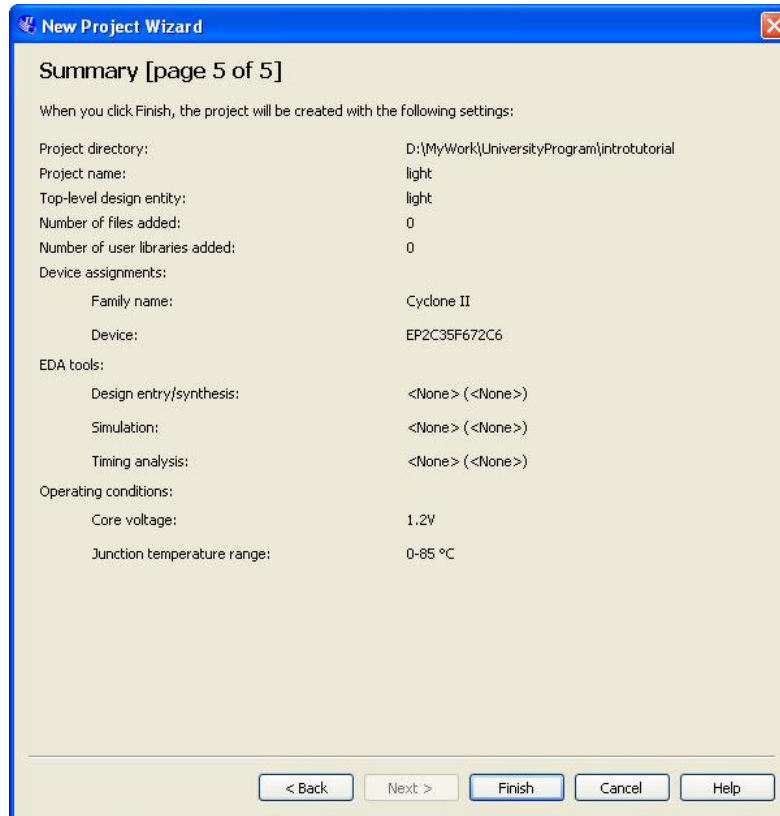 New Project Wizard
Summary [page 5 of 5]
When you click Finish, the project will be created with the following settings:
Project directory: D:\MyWork\UniversityProgram\introtutorial
Project name: light
Top-level design entity: light
Number of files added: 0
Number of user libraries added: 0
Device assignments:
Family name: Cyclone II
Device: EP2C35F672C6
EDA tools:
Design entry/synthesis: <None> (<None>)
Simulation: <None> (<None>)
Timing analysis: <None> (<None>)
Operating conditions:
Core voltage: 1.2V
Junction temperature range: 0-85 °C
< Back Next > Finish Cancel Help